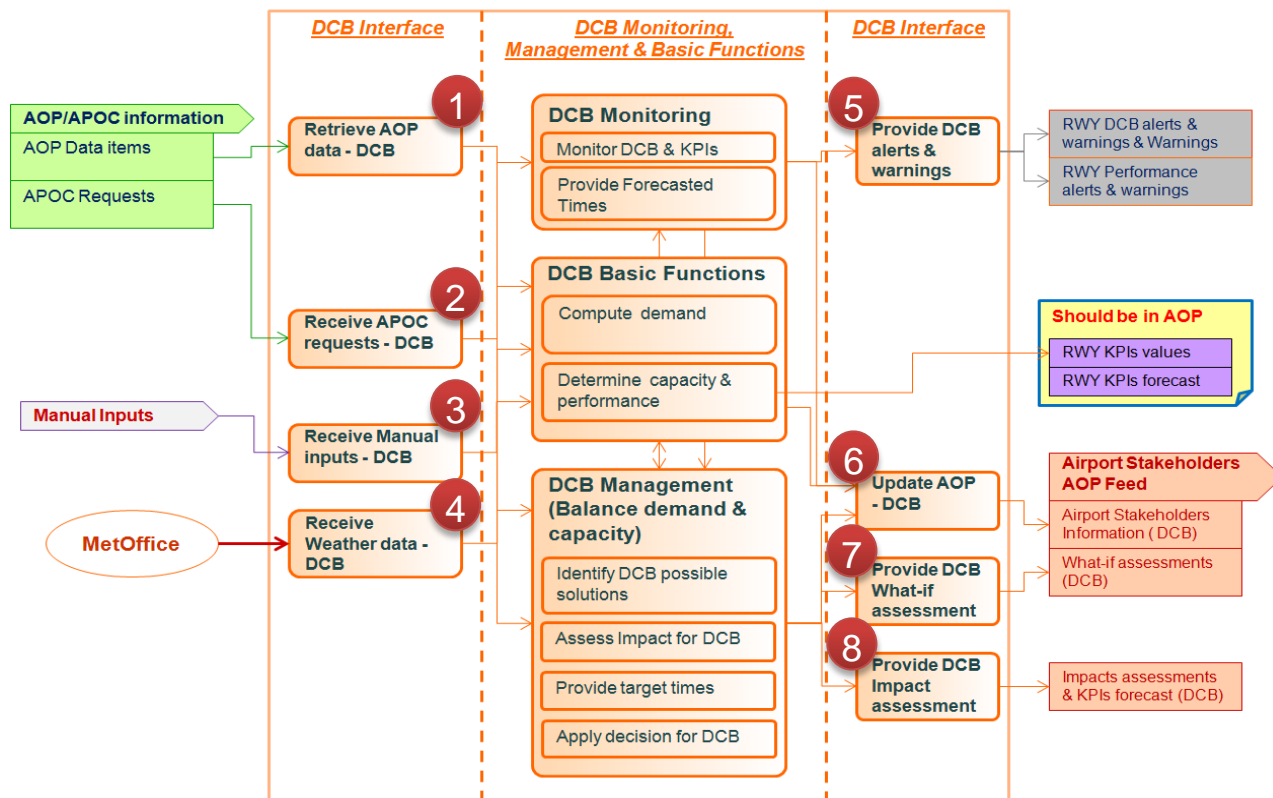 DCB Interface
DCB Monitoring,
Management & Basic Functions
DCB Interface
AOP/APOC information
AOP Data items
APOC Requests
Manual Inputs
MetOffice
1
Retrieve AOP
data - DCB
2
Receive APOC
requests - DCB
3
Receive Manual
inputs - DCB
4
Receive
Weather data -
DCB
DCB Monitoring
Monitor DCB & KPIs
Provide Forecasted
Times
DCB Basic Functions
Compute demand
Determine capacity &
performance
DCB Management
(Balance demand &
capacity)
Identify DCB possible
solutions
Assess Impact for DCB
Provide target times
Apply decision for DCB
5
Provide DCB
alerts &
warnings
6
Update AOP
- DCB
7
Provide DCB
What-if
assessment
8
Provide DCB
Impact
assessment
RWY DCB alerts &
warnings & Warnings
RWY Performance
alerts & warnings
Should be in AOP
RWY KPIs values
RWY KPIs forecast
Airport Stakeholders
AOP Feed
Airport Stakeholders
Information ( DCB)
What-if assessments
(DCB)
Impacts assessments
& KPIs forecast (DCB)